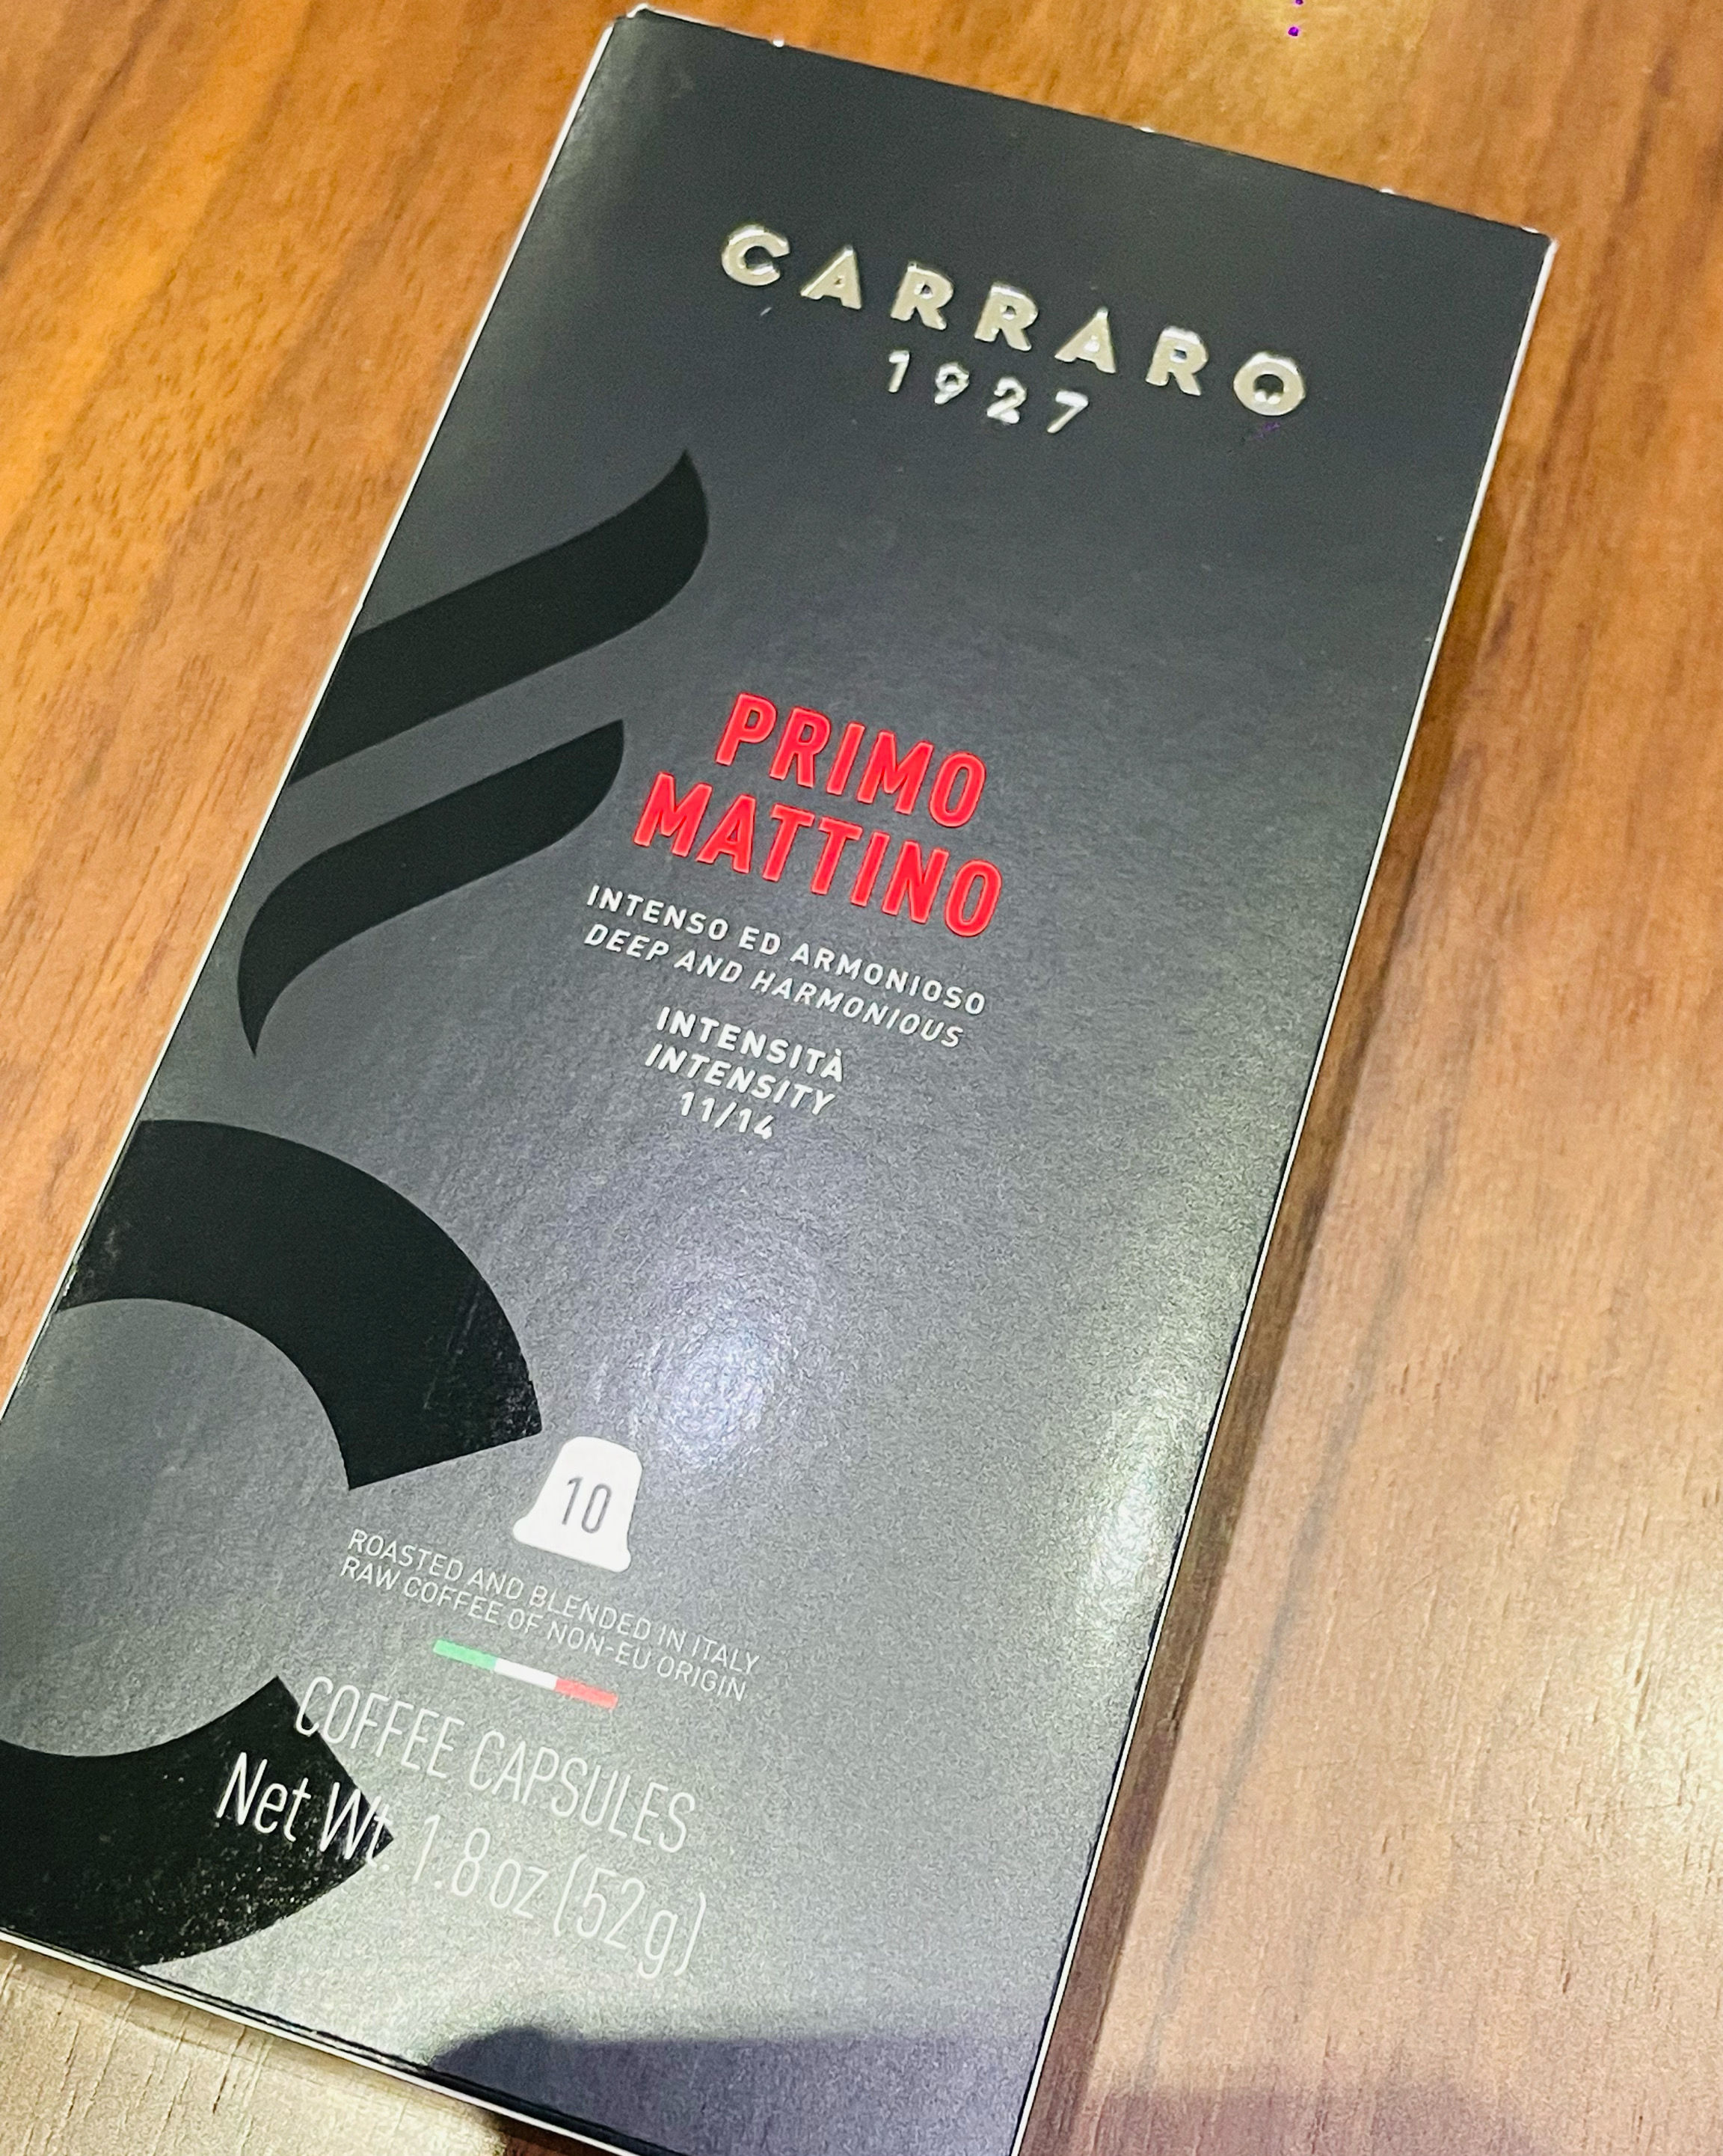 CARRARO
1927
PRIMO
MATTINO
INTENSO ED ARMONIOSO
DEEP AND HARMONIOUS
INTENSITÀ
INTENSITY
11/14
10
ROASTED AND BLENDED IN ITALY
RAW COFFEE OF NON-EU ORIGIN
COFFEE CAPSULES
Net Wt. 1.8 oz (52 g)